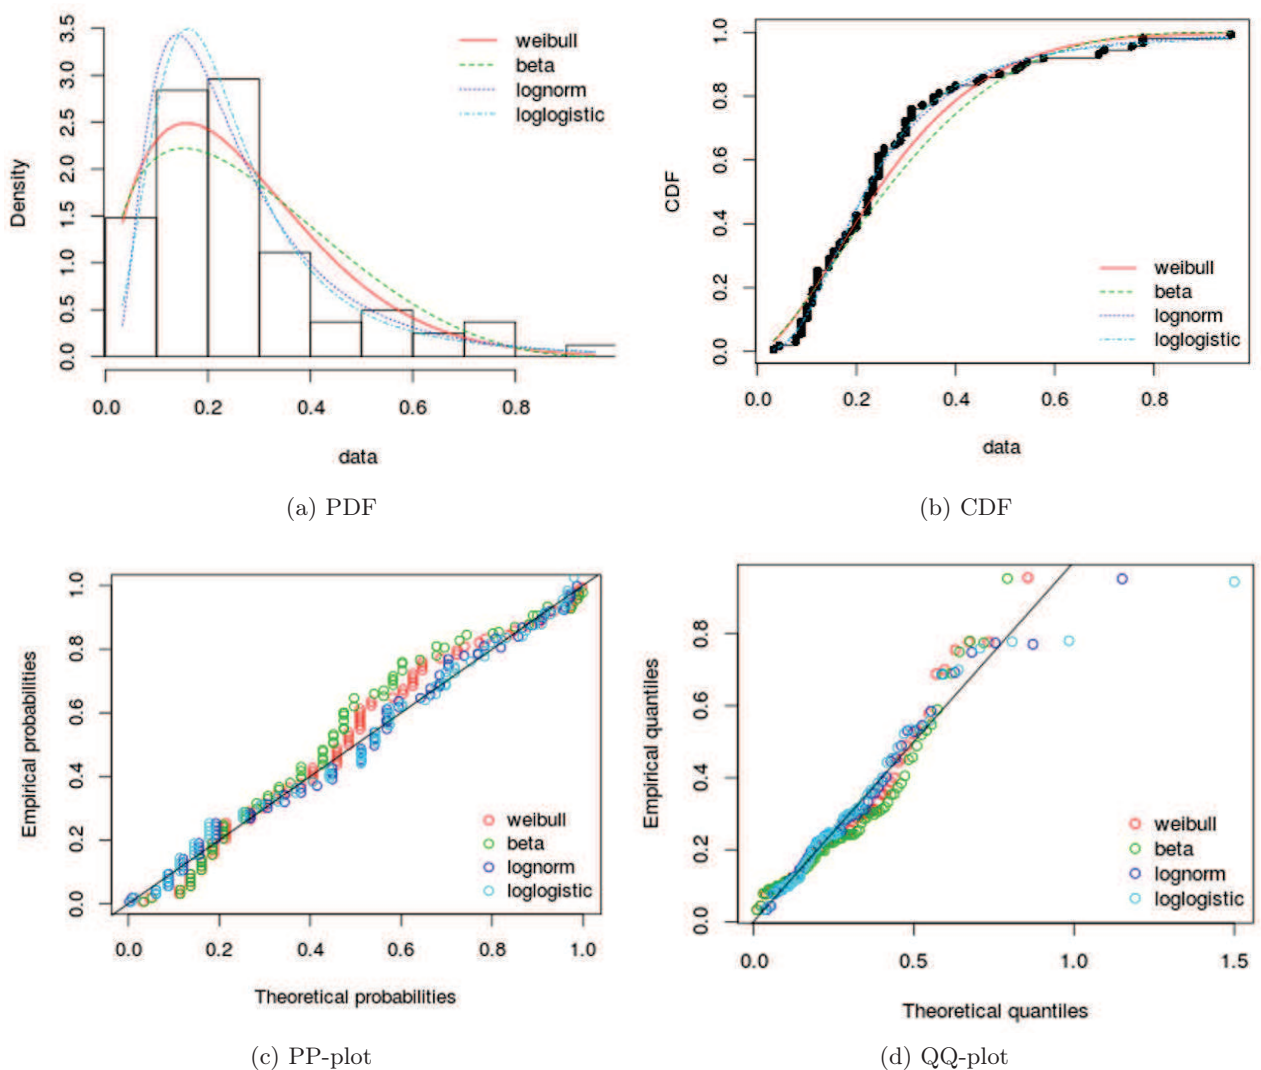 Density
0.0 0.5 1.0 1.5 2.0 2.5 3.0 3.5
0.0 0.2 0.4 0.6 0.8
data
weibull
beta
lognorm
loglogistic
(a) PDF
CDF
0.0 0.2 0.4 0.6 0.8 1.0
0.0 0.2 0.4 0.6 0.8
data
weibull
beta
lognorm
loglogistic
(b) CDF
Empirical probabilities
0.0 0.2 0.4 0.6 0.8 1.0
0.0 0.2 0.4 0.6 0.8 1.0
Theoretical probabilities
weibull
beta
lognorm
loglogistic
(c) PP-plot
Empirical quantiles
0.0 0.2 0.4 0.6 0.8
0.0 0.5 1.0 1.5
Theoretical quantiles
weibull
beta
lognorm
loglogistic
(d) QQ-plot